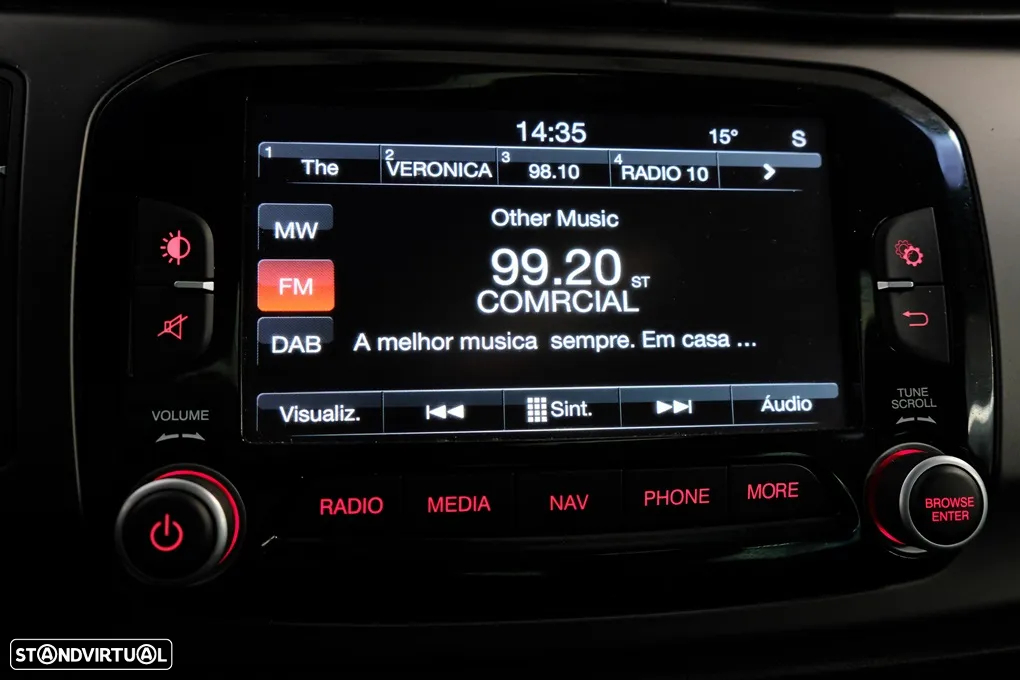 14:35 15° S
1 The 2 VERONICA 3 98.10 4 RADIO 10
MW
Other Music
FM
99.20 ST
COMRCIAL
DAB
A melhor musica sempre. Em casa ...
Visualiz. Sint. Áudio
VOLUME
TUNE
SCROLL
RADIO MEDIA NAV PHONE MORE
BROWSE
ENTER
STANDVIRTUAL